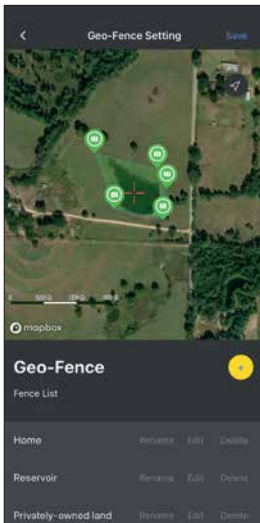 Geo-Fence Setting Save
mapbox
Geo-Fence
Fence List
Home Rename Edit Delete
Reservoir Rename Edit Delete
Privately-owned land Rename Edit Delete